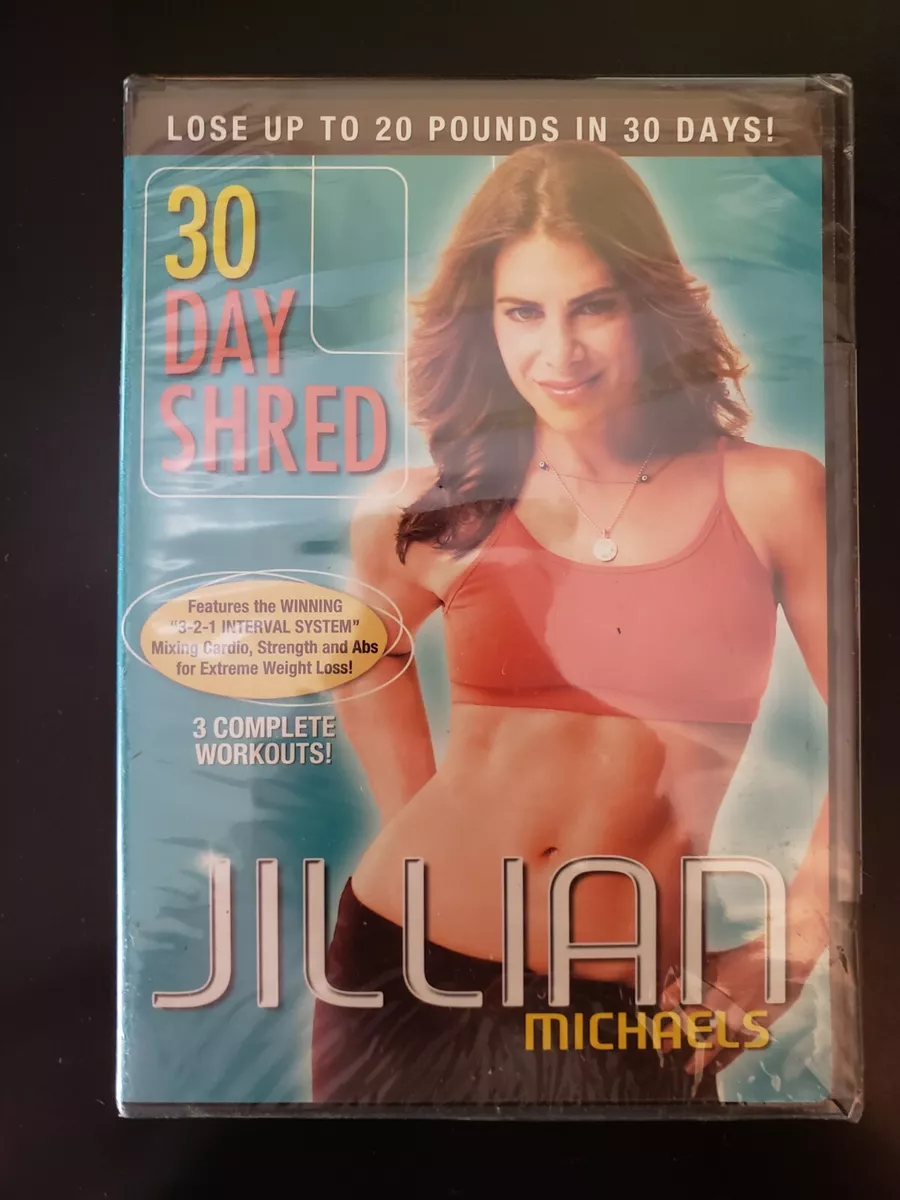 LOSE UP TO 20 POUNDS IN 30 DAYS!
30
DAY
SHRED
Features the WINNING
"3-2-1 INTERVAL SYSTEM"
Mixing Cardio, Strength and Abs
for Extreme Weight Loss!
3 COMPLETE
WORKOUTS!
JILLIAN
MICHAELS